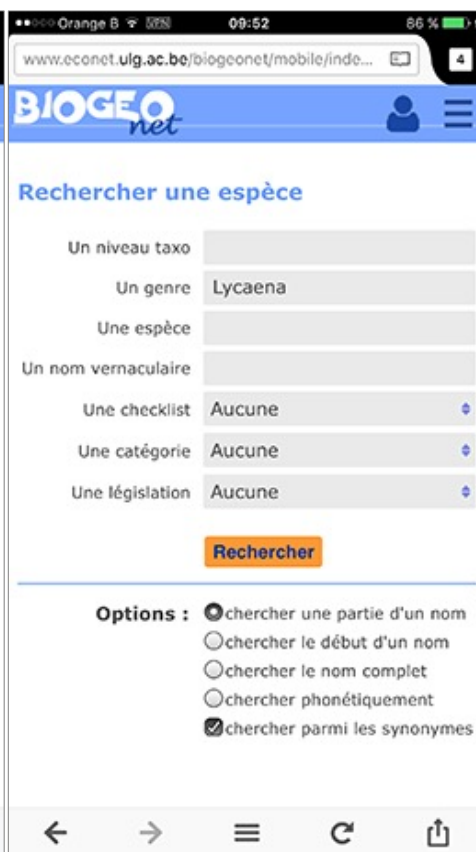 Orange B VPN 09:52 86 %
www.econet.ulg.ac.be/biogeonet/mobile/inde... 4
BIOGEO
net
Rechercher une espèce
Un niveau taxo
Un genre Lycaena
Une espèce
Un nom vernaculaire
Une checklist Aucune
Une catégorie Aucune
Une législation Aucune
Rechercher
Options : chercher une partie d'un nom
chercher le début d'un nom
chercher le nom complet
chercher phonétiquement
chercher parmi les synonymes